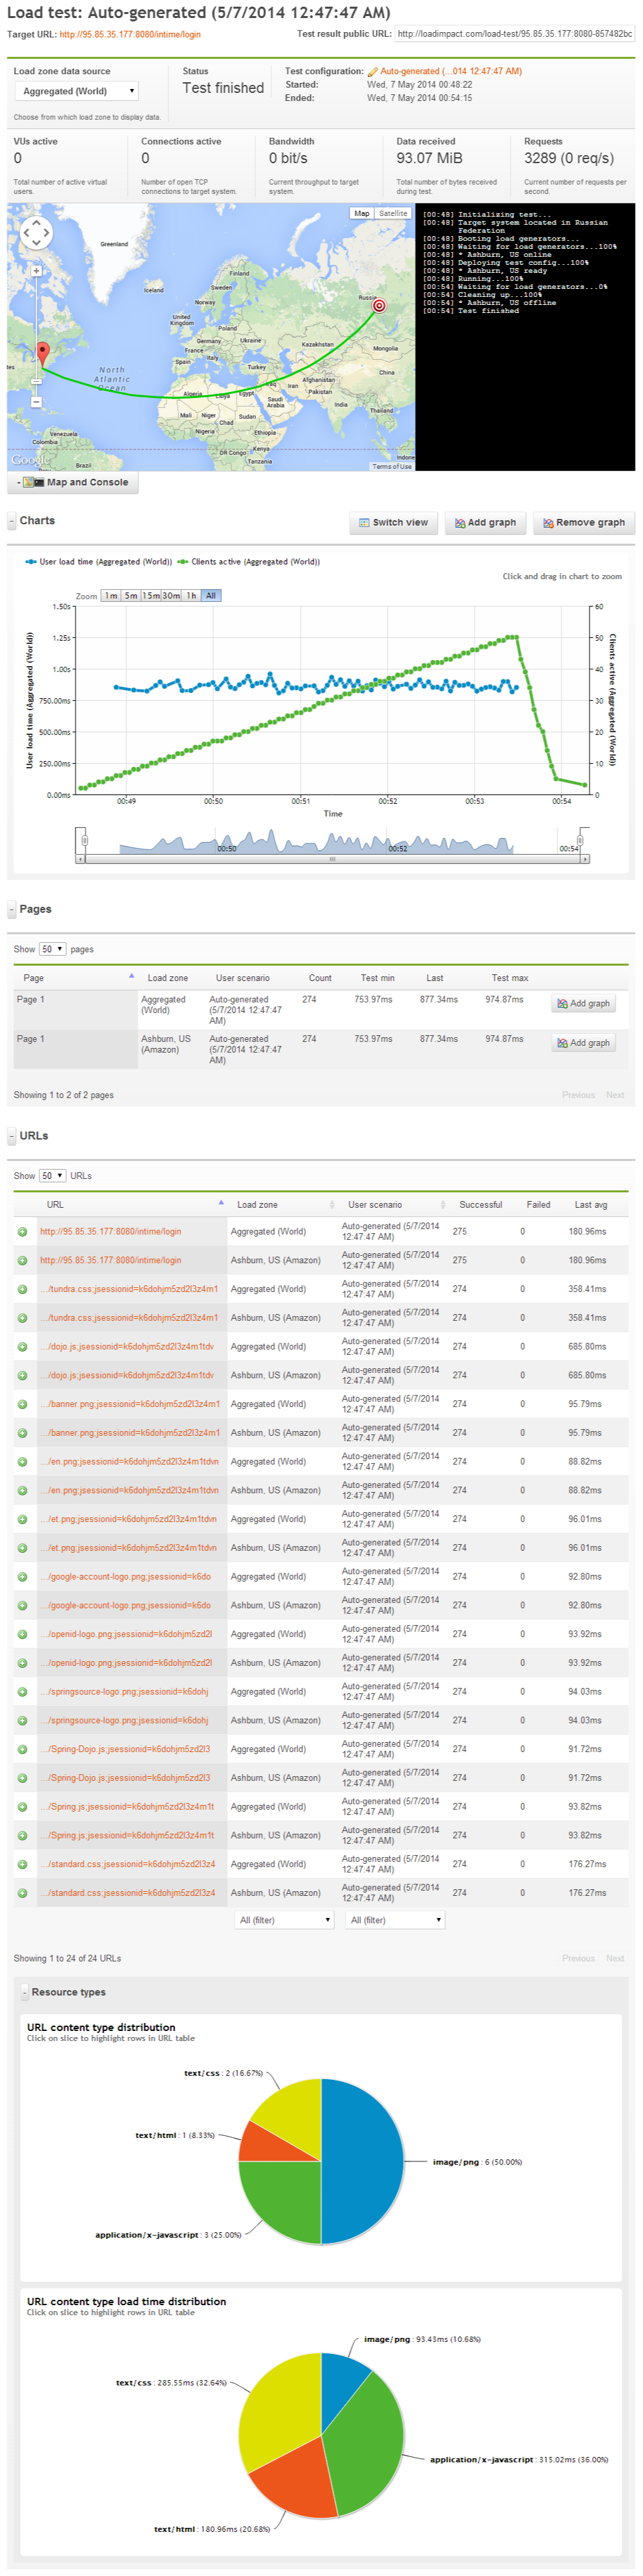 Load test: Auto-generated (5/7/2014 12:47:47 AM)
Target URL: http://95.85.35.177:8080/intime/login
Test result public URL: http://loadimpact.com/load-test/95.85.35.177:8080-857482bc
Load zone data source
Aggregated (World)
Choose from which load zone to display data.
Status
Test finished
Test configuration: Auto-generated (...014 12:47:47 AM)
Started: Wed, 7 May 2014 00:48:22
Ended: Wed, 7 May 2014 00:54:15
VUs active
0
Total number of active virtual users.
Connections active
0
Number of open TCP connections to target system.
Bandwidth
0 bit/s
Current throughput to target system.
Data received
93.07 MiB
Total number of bytes received during test.
Requests
3289 (0 req/s)
Current number of requests per second.
Map Satellite
Greenland
Iceland
Finland
Sweden
Norway
Russia
United Kingdom
Poland
Germany
Ukraine
France
Kazakhstan
Mongolia
Italy
Spain
Turkey
China
North Atlantic Ocean
Afghanistan
Iraq Iran
Pakistan
Algeria Libya Egypt
Saudi Arabia
India
Thailand
Mali Niger Sudan
Chad
Nigeria
Ethiopia
Venezuela
Colombia
DR Congo
Kenya
Tanzania
Indone
Brazil
tes
Google
Terms of Use
[00:48] Initializing test...
[00:48] Target system located in Russian
Federation
[00:48] Booting load generators...
[00:48] Waiting for load generators...100%
[00:48] * Ashburn, US online
[00:48] Deploying test config...100%
[00:48] * Ashburn, US ready
[00:48] Running...100%
[00:54] Waiting for load generators...0%
[00:54] Cleaning up...100%
[00:54] * Ashburn, US offline
[00:54] Test finished
- Map and Console
- Charts
Switch view
Add graph
Remove graph
User load time (Aggregated (World)) Clients active (Aggregated (World))
Click and drag in chart to zoom
Zoom 1m 5m 15m 30m 1h All
User load time (Aggregated (World))
1.50s
1.25s
1.00s
750.00ms
500.00ms
250.00ms
0.00ms
Clients active (Aggregated (World))
60
50
40
30
20
10
0
00:49 00:50 00:51 00:52 00:53 00:54
Time
00:50 00:52 00:54
- Pages
Show 50 pages
Page Load zone User scenario Count Test min Last Test max
Page 1 Aggregated (World) Auto-generated (5/7/2014 12:47:47 AM) 274 753.97ms 877.34ms 974.87ms Add graph
Page 1 Ashburn, US (Amazon) Auto-generated (5/7/2014 12:47:47 AM) 274 753.97ms 877.34ms 974.87ms Add graph
Showing 1 to 2 of 2 pages
Previous Next
- URLs
Show 50 URLs
URL Load zone User scenario Successful Failed Last avg
http://95.85.35.177:8080/intime/login Aggregated (World) Auto-generated (5/7/2014 12:47:47 AM) 275 0 180.96ms
http://95.85.35.177:8080/intime/login Ashburn, US (Amazon) Auto-generated (5/7/2014 12:47:47 AM) 275 0 180.96ms
.../tundra.css;jsessionid=k6dohjm5zd2l3z4m1 Aggregated (World) Auto-generated (5/7/2014 12:47:47 AM) 274 0 358.41ms
.../tundra.css;jsessionid=k6dohjm5zd2l3z4m1 Ashburn, US (Amazon) Auto-generated (5/7/2014 12:47:47 AM) 274 0 358.41ms
.../dojo.js;jsessionid=k6dohjm5zd2l3z4m1tdv Aggregated (World) Auto-generated (5/7/2014 12:47:47 AM) 274 0 685.80ms
.../dojo.js;jsessionid=k6dohjm5zd2l3z4m1tdv Ashburn, US (Amazon) Auto-generated (5/7/2014 12:47:47 AM) 274 0 685.80ms
.../banner.png;jsessionid=k6dohjm5zd2l3z4m1 Aggregated (World) Auto-generated (5/7/2014 12:47:47 AM) 274 0 95.79ms
.../banner.png;jsessionid=k6dohjm5zd2l3z4m1 Ashburn, US (Amazon) Auto-generated (5/7/2014 12:47:47 AM) 274 0 95.79ms
.../en.png;jsessionid=k6dohjm5zd2l3z4m1tdvn Aggregated (World) Auto-generated (5/7/2014 12:47:47 AM) 274 0 88.82ms
.../en.png;jsessionid=k6dohjm5zd2l3z4m1tdvn Ashburn, US (Amazon) Auto-generated (5/7/2014 12:47:47 AM) 274 0 88.82ms
.../et.png;jsessionid=k6dohjm5zd2l3z4m1tdvn Aggregated (World) Auto-generated (5/7/2014 12:47:47 AM) 274 0 96.01ms
.../et.png;jsessionid=k6dohjm5zd2l3z4m1tdvn Ashburn, US (Amazon) Auto-generated (5/7/2014 12:47:47 AM) 274 0 96.01ms
.../google-account-logo.png;jsessionid=k6do Aggregated (World) Auto-generated (5/7/2014 12:47:47 AM) 274 0 92.80ms
.../google-account-logo.png;jsessionid=k6do Ashburn, US (Amazon) Auto-generated (5/7/2014 12:47:47 AM) 274 0 92.80ms
.../openid-logo.png;jsessionid=k6dohjm5zd2l Aggregated (World) Auto-generated (5/7/2014 12:47:47 AM) 274 0 93.92ms
.../openid-logo.png;jsessionid=k6dohjm5zd2l Ashburn, US (Amazon) Auto-generated (5/7/2014 12:47:47 AM) 274 0 93.92ms
.../springsource-logo.png;jsessionid=k6dohj Aggregated (World) Auto-generated (5/7/2014 12:47:47 AM) 274 0 94.03ms
.../springsource-logo.png;jsessionid=k6dohj Ashburn, US (Amazon) Auto-generated (5/7/2014 12:47:47 AM) 274 0 94.03ms
.../Spring-Dojo.js;jsessionid=k6dohjm5zd2l3 Aggregated (World) Auto-generated (5/7/2014 12:47:47 AM) 274 0 91.72ms
.../Spring-Dojo.js;jsessionid=k6dohjm5zd2l3 Ashburn, US (Amazon) Auto-generated (5/7/2014 12:47:47 AM) 274 0 91.72ms
.../Spring.js;jsessionid=k6dohjm5zd2l3z4m1t Aggregated (World) Auto-generated (5/7/2014 12:47:47 AM) 274 0 93.82ms
.../Spring.js;jsessionid=k6dohjm5zd2l3z4m1t Ashburn, US (Amazon) Auto-generated (5/7/2014 12:47:47 AM) 274 0 93.82ms
.../standard.css;jsessionid=k6dohjm5zd2l3z4 Aggregated (World) Auto-generated (5/7/2014 12:47:47 AM) 274 0 176.27ms
.../standard.css;jsessionid=k6dohjm5zd2l3z4 Ashburn, US (Amazon) Auto-generated (5/7/2014 12:47:47 AM) 274 0 176.27ms
All (filter) All (filter)
Showing 1 to 24 of 24 URLs
Previous Next
- Resource types
URL content type distribution
Click on slice to highlight rows in URL table
text/css : 2 (16.67%)
text/html : 1 (8.33%)
image/png : 6 (50.00%)
application/x-javascript : 3 (25.00%)
URL content type load time distribution
Click on slice to highlight rows in URL table
image/png : 93.43ms (10.68%)
text/css : 285.55ms (32.64%)
application/x-javascript : 315.02ms (36.00%)
text/html : 180.96ms (20.68%)